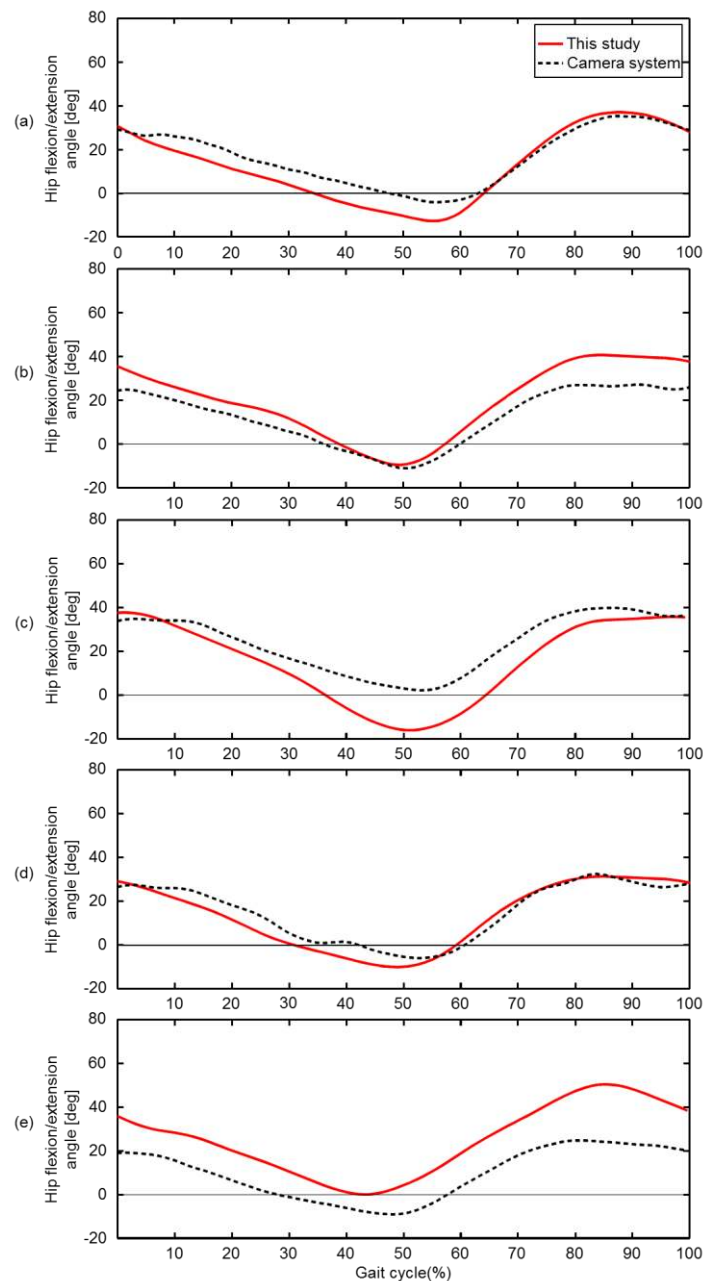 80
This study
60
Camera system
40
(a)
Hip flexion/extension
angle [deg]
20
0
-20
0 10 20 30 40 50 60 70 80 90 100
80
60
40
(b)
Hip flexion/extension
angle [deg]
20
0
-20
10 20 30 40 50 60 70 80 90 100
80
60
40
(c)
Hip flexion/extension
angle [deg]
20
0
-20
10 20 30 40 50 60 70 80 90 100
80
60
40
(d)
Hip flexion/extension
angle [deg]
20
0
-20
10 20 30 40 50 60 70 80 90 100
80
60
40
(e)
Hip flexion/extension
angle [deg]
20
0
-20
10 20 30 40 50 60 70 80 90 100
Gait cycle(%)